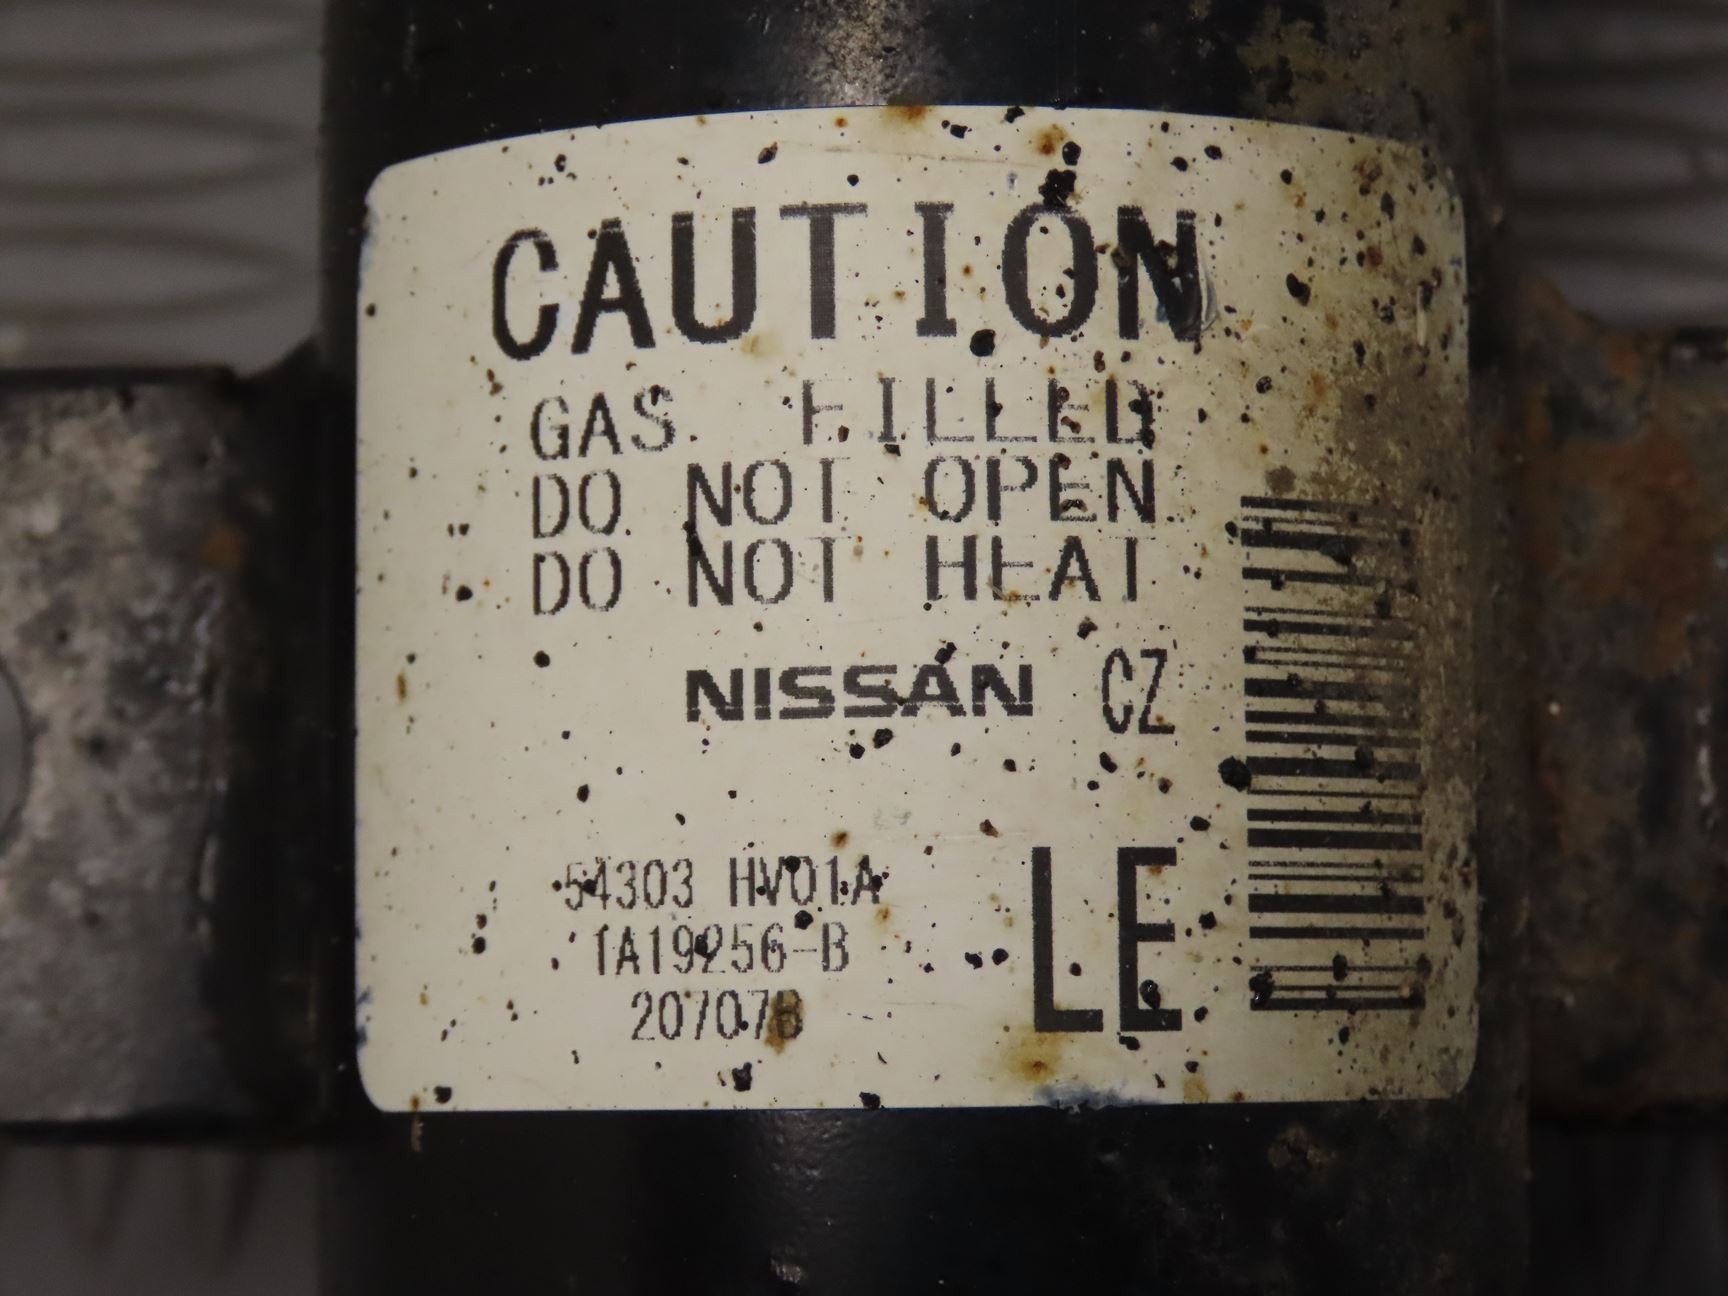 CAUTION
GAS FILLED
DO NOT OPEN
DO NOT HEAT
NISSAN CZ
54303 HV01A
1A19256-B
LE
20707B